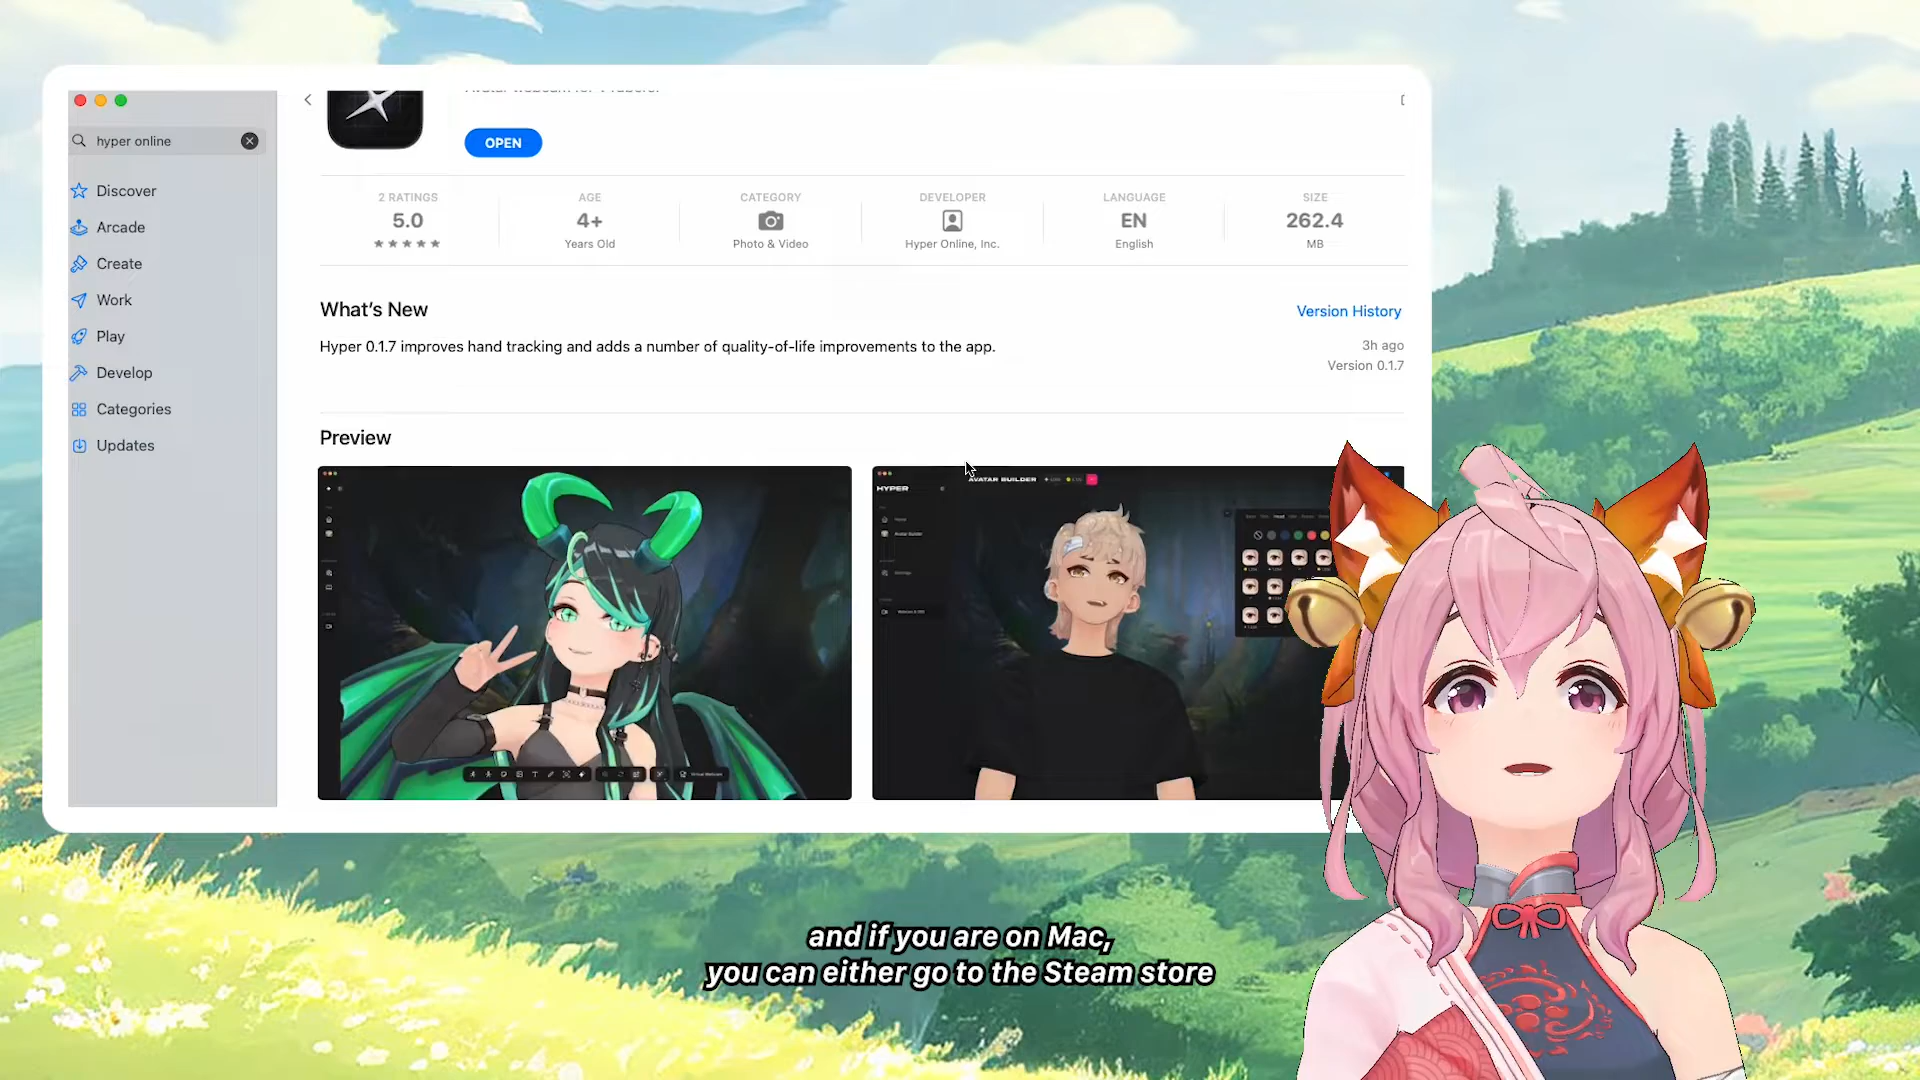 hyper online
Discover
Arcade
Create
Work
Play
Develop
Categories
Updates
OPEN
2 RATINGS
5.0
★★★★★
AGE
4+
Years Old
CATEGORY
Photo & Video
DEVELOPER
Hyper Online, Inc.
LANGUAGE
EN
English
SIZE
262.4
MB
What's New
Version History
Hyper 0.1.7 improves hand tracking and adds a number of quality-of-life improvements to the app.
3h ago
Version 0.1.7
Preview
HYPER
AVATAR BUILDER
Home
Avatar Builder
Settings
and if you are on Mac,
you can either go to the Steam store